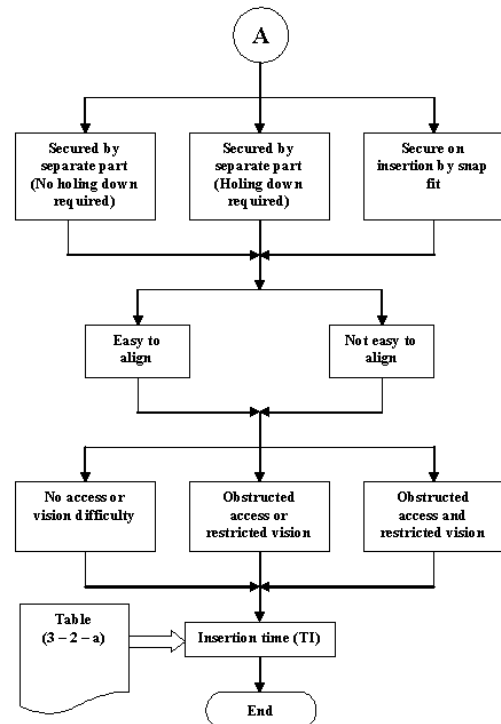 A
Secured by
separate part
(No holing down
required)
Secured by
separate part
(Holing down
required)
Secure on
insertion by snap
fit
Easy to
align
Not easy to
align
No access or
vision difficulty
Obstructed
access or
restricted vision
Obstructed
access and
restricted vision
Table
(3 – 2 – a)
Insertion time (TI)
End